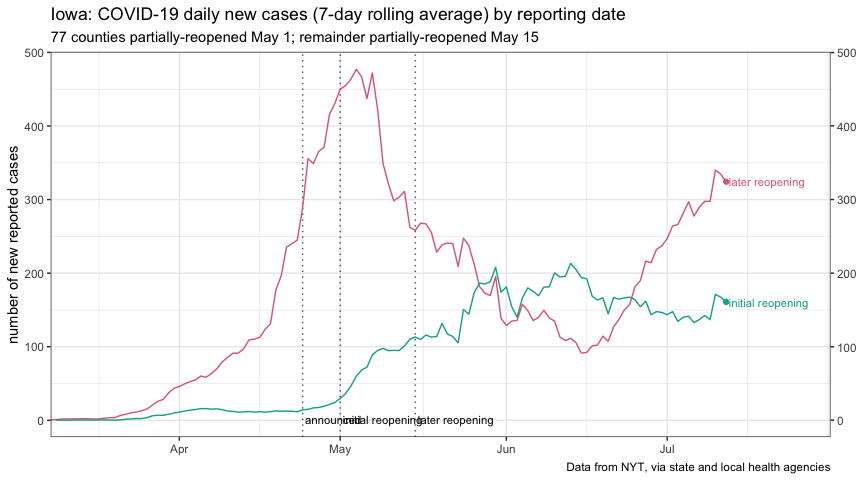 Iowa: COVID-19 daily new cases (7-day rolling average) by reporting date
77 counties partially-reopened May 1; remainder partially-reopened May 15
number of new reported cases
500
400
300
200
100
0
500
400
300
200
100
0
later reopening
initial reopening
announced
initial reopening
later reopening
Apr
May
Jun
Jul
Data from NYT, via state and local health agencies